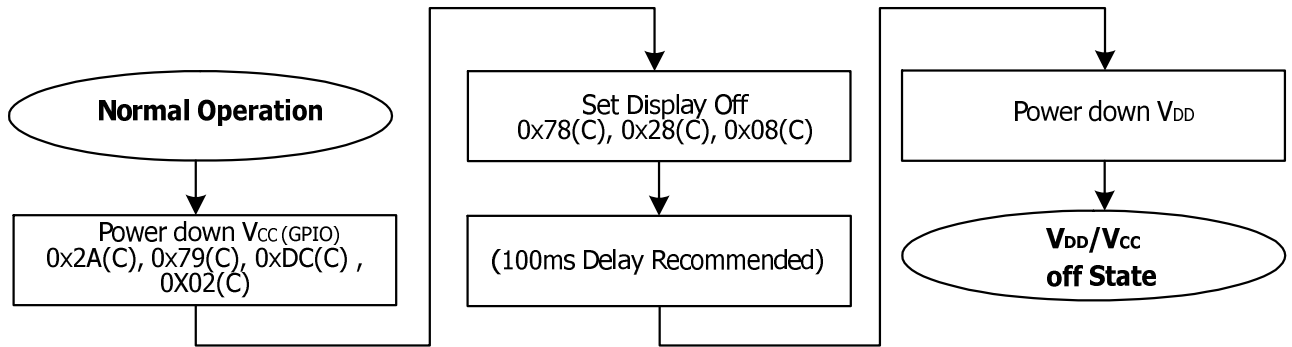 Normal Operation
Power down VCC (GPIO)
0x2A(C), 0x79(C), 0xDC(C) ,
0X02(C)
Set Display Off
0x78(C), 0x28(C), 0x08(C)
(100ms Delay Recommended)
Power down VDD
VDD/VCC
off State